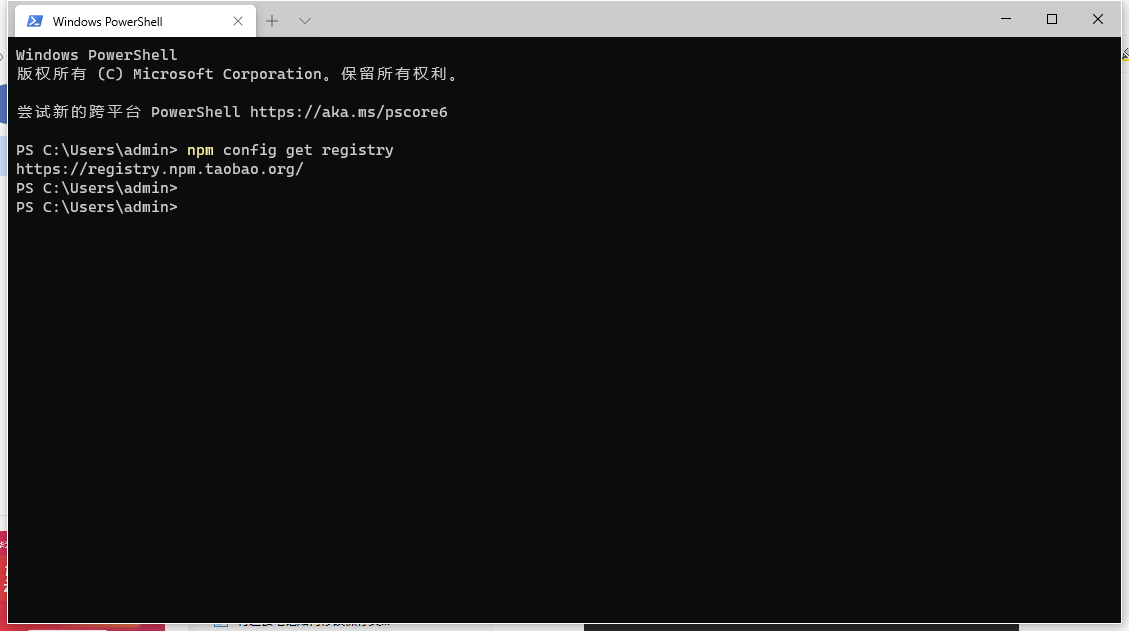 Windows PowerShell
Windows PowerShell
版权所有 (C) Microsoft Corporation。保留所有权利。
尝试新的跨平台 PowerShell https://aka.ms/pscore6
PS C:\Users\admin> npm config get registry
https://registry.npm.taobao.org/
PS C:\Users\admin>
PS C:\Users\admin>